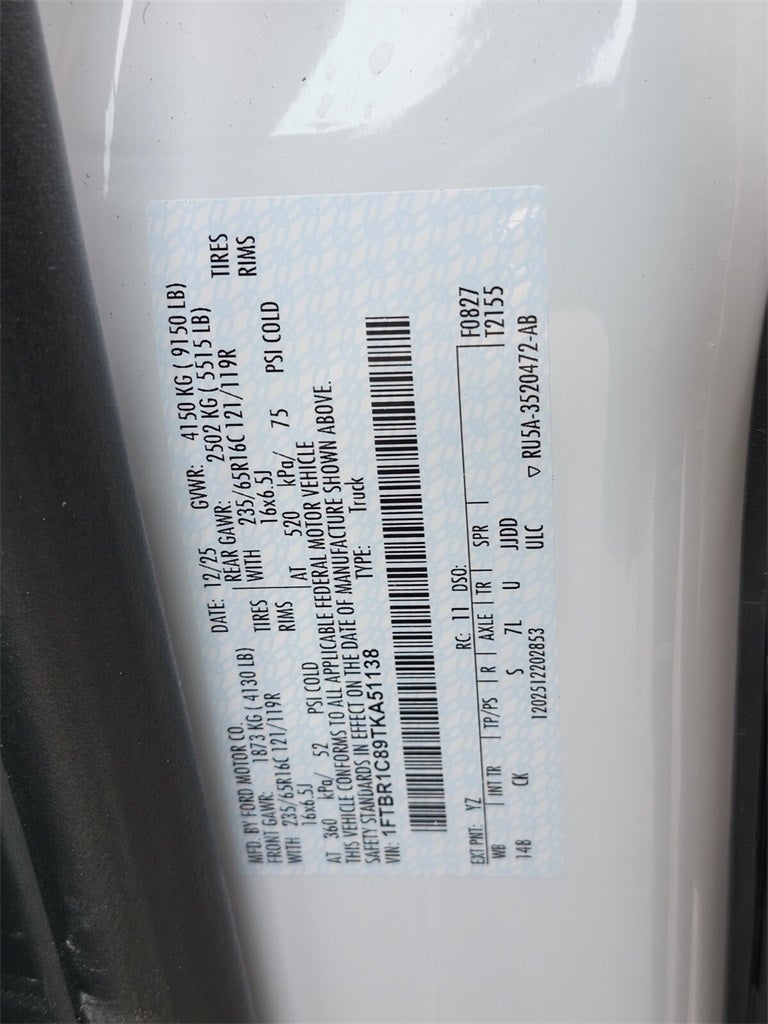 MFD. BY FORD MOTOR CO.
DATE: 12/25 GVWR: 4150 KG ( 9150 LB)
FRONT GAWR: 1873 KG ( 4130 LB)
REAR GAWR: 2502 KG ( 5515 LB)
WITH 235/65R16C 121/119R TIRES
WITH 235/65R16C 121/119R TIRES
16x6.5J RIMS
16x6.5J RIMS
AT 360 kPa/ 52 PSI COLD
AT 520 kPa/ 75 PSI COLD
THIS VEHICLE CONFORMS TO ALL APPLICABLE FEDERAL MOTOR VEHICLE
SAFETY STANDARDS IN EFFECT ON THE DATE OF MANUFACTURE SHOWN ABOVE.
VIN: 1FTBR1C89TKA51138 TYPE: Truck
EXT PNT: YZ RC: 11 DSO: F0827
WB INT TR TP/PS R AXLE TR SPR T2155
148 CK S 7L U JJDD
ULC
1202512202853 ▽ RU5A-3520472-AB